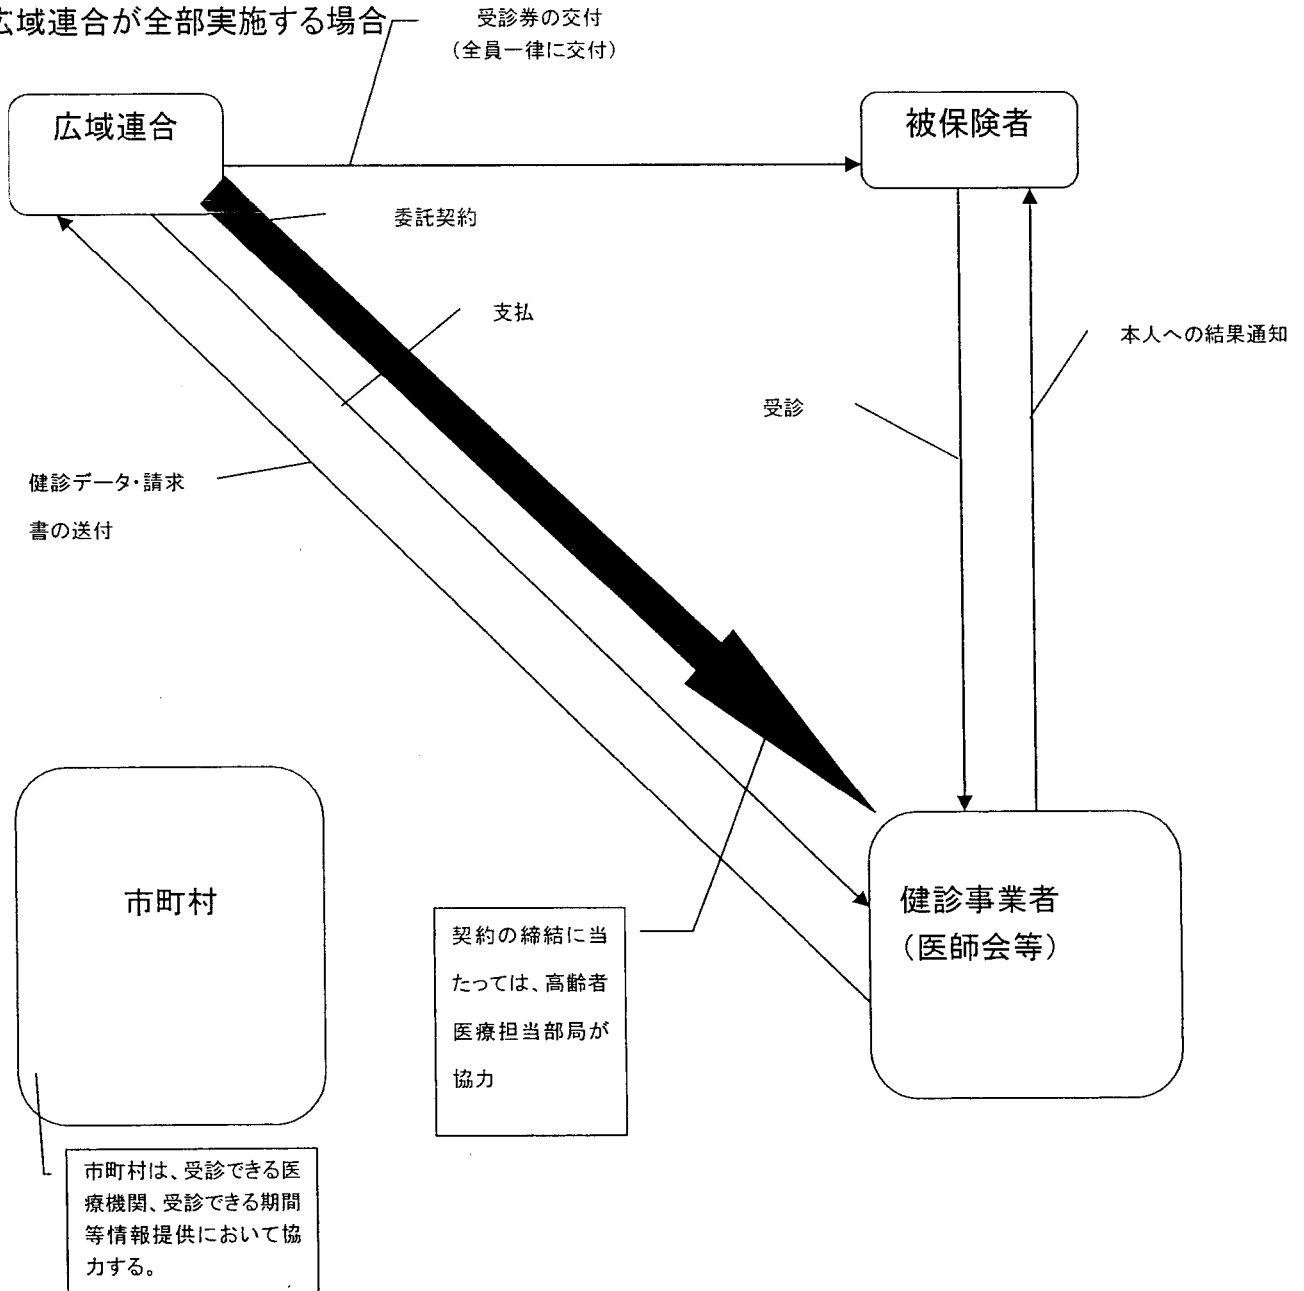 広域連合が全部実施する場合
受診券の交付
（全員一律に交付）
広域連合
被保険者
委託契約
支払
本人への結果通知
受診
健診データ・請求
書の送付
市町村
健診事業者
（医師会等）
契約の締結に当
たっては、高齢者
医療担当部局が
協力
市町村は、受診できる医
療機関、受診できる期間
等情報提供において協
力する。